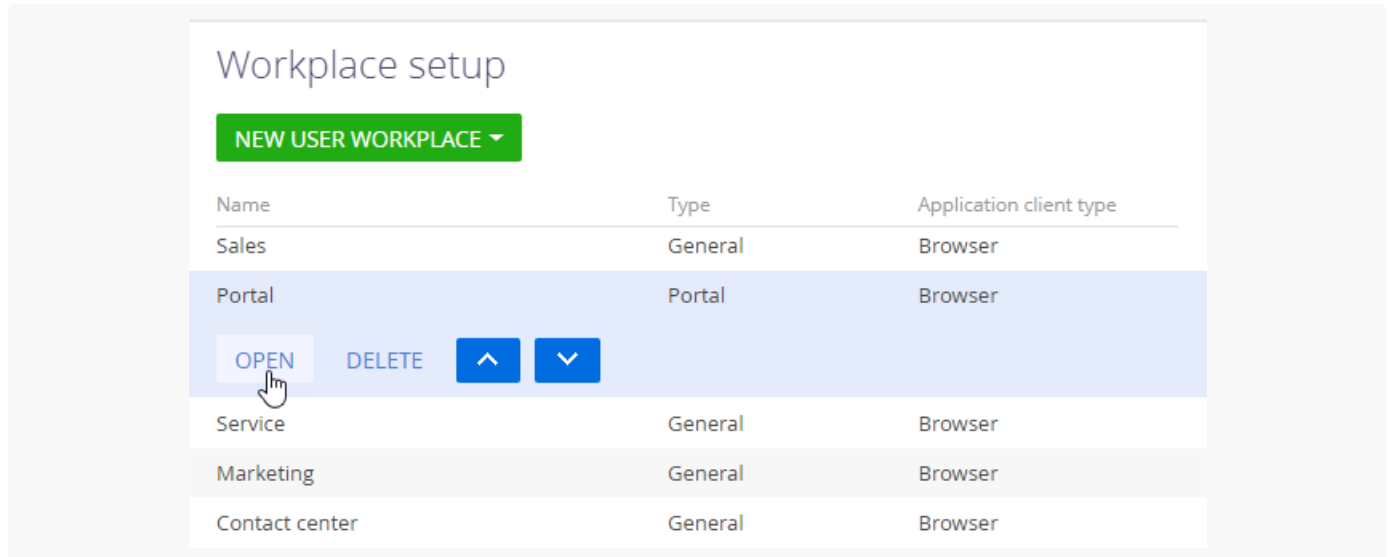 Workplace setup
NEW USER WORKPLACE
Name Type Application client type
Sales General Browser
Portal Portal Browser
OPEN DELETE
Service General Browser
Marketing General Browser
Contact center General Browser